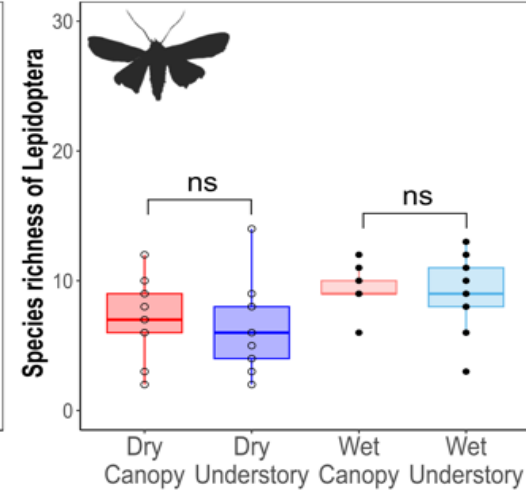 Species richness of Lepidoptera
30
20
10
0
ns
ns
Dry
Canopy
Dry
Understory
Wet
Canopy
Wet
Understory